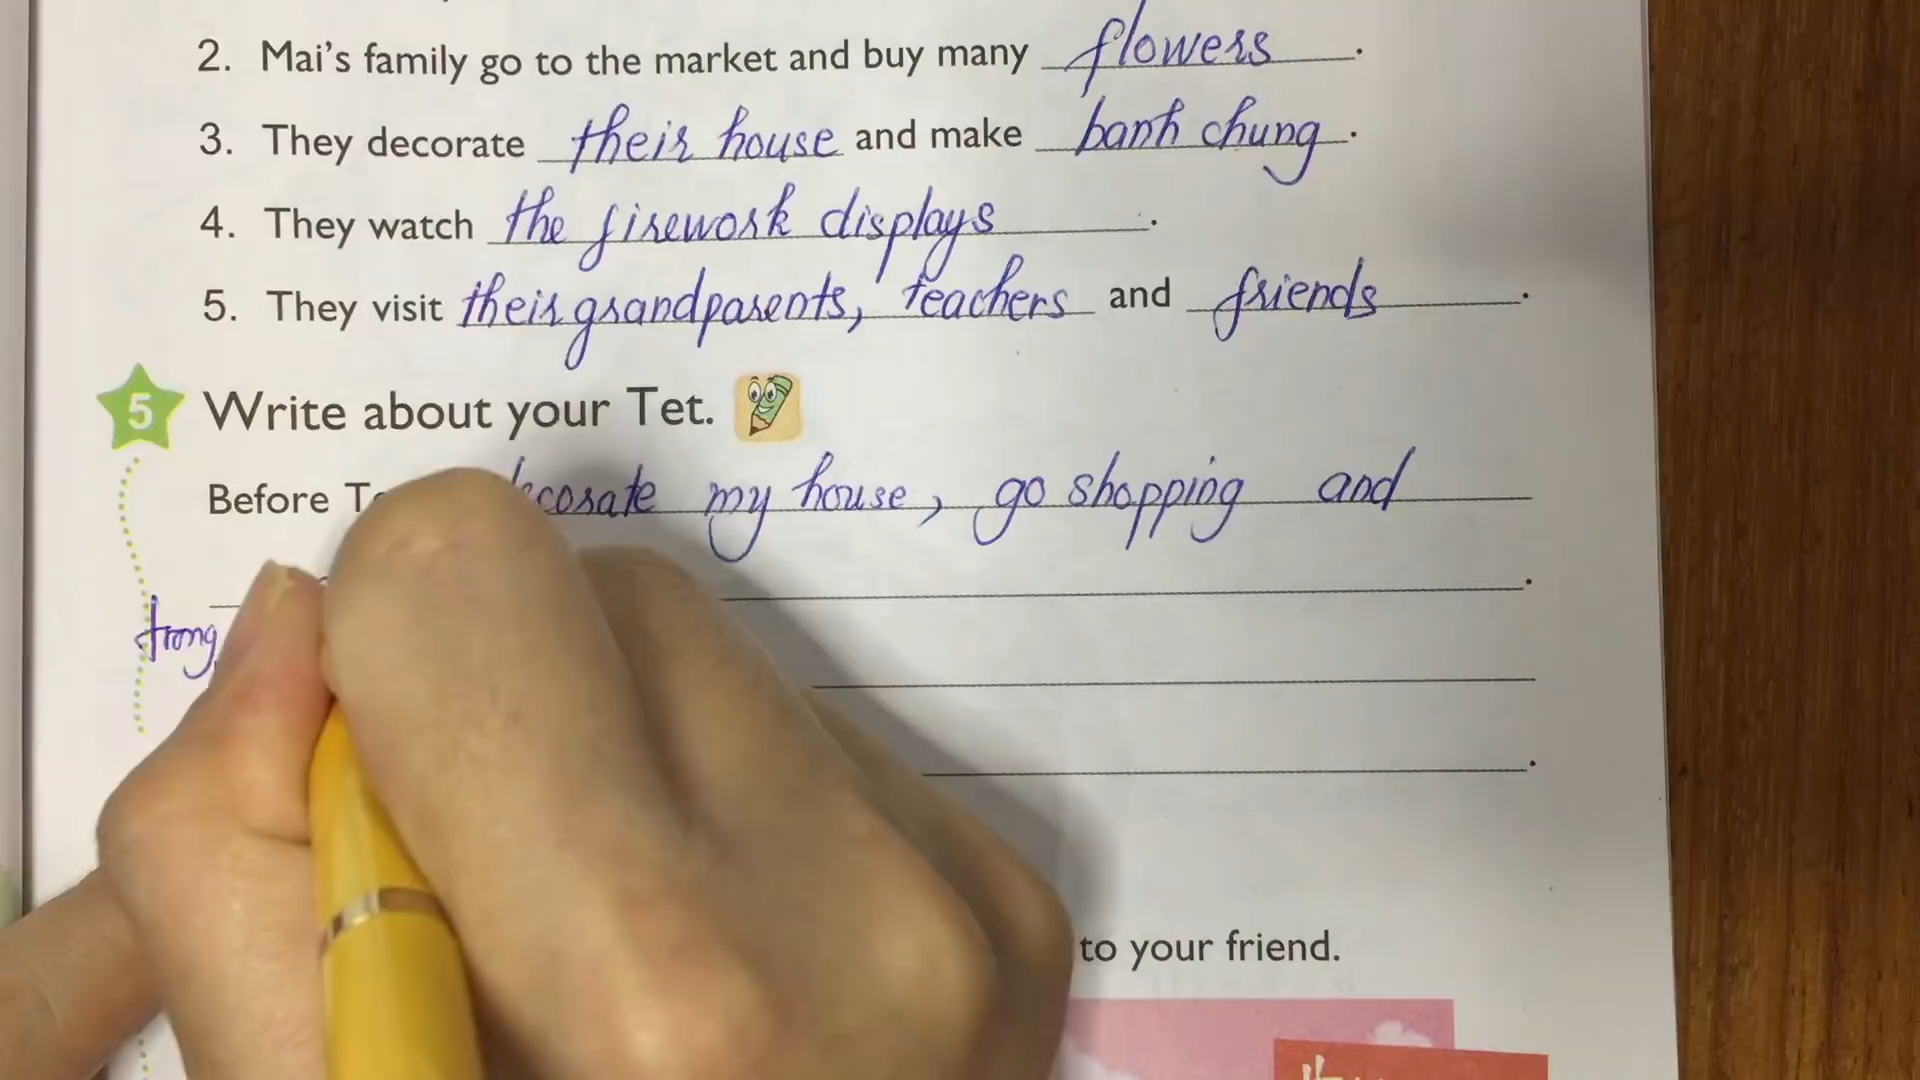 2. Mai's family go to the market and buy many flowers.
3. They decorate their house and make banh chung.
4. They watch the firework displays.
5. They visit their grandparents, teachers and friends.
5 Write about your Tet.
Before decorate my house, go shopping and
trong
to your friend.